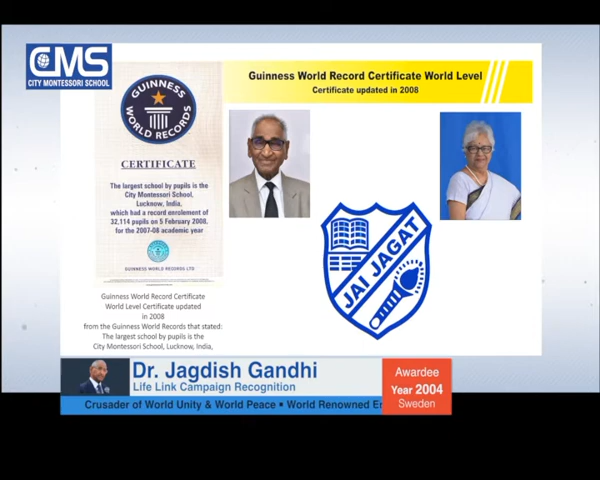 CMS
CITY MONTESSORI SCHOOL
GUINNESS
WORLD RECORDS
CERTIFICATE
The largest school by pupils is the
City Montessori School,
Lucknow, India,
which had a record enrolment of
32,114 pupils on 5 February 2008,
for the 2007-08 academic year
GUINNESS WORLD RECORDS LTD
Guinness World Record Certificate World Level
Certificate updated in 2008
JAI JAGAT
Guinness World Record Certificate
World Level Certificate updated
in 2008
from the Guinness World Records that stated:
The largest school by pupils is the
City Montessori School, Lucknow, India,
Dr. Jagdish Gandhi
Life Link Campaign Recognition
Crusader of World Unity & World Peace ▪ World Renowned E
Awardee
Year 2004
Sweden